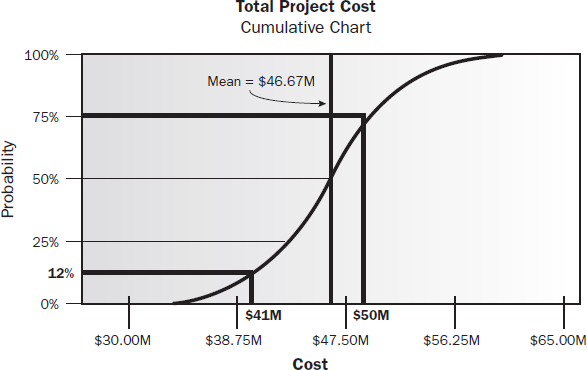 Total Project Cost
Cumulative Chart
100%
Mean = $46.67M
75%
Probability
50%
25%
12%
0%
$41M $50M
$30.00M $38.75M $47.50M $56.25M $65.00M
Cost